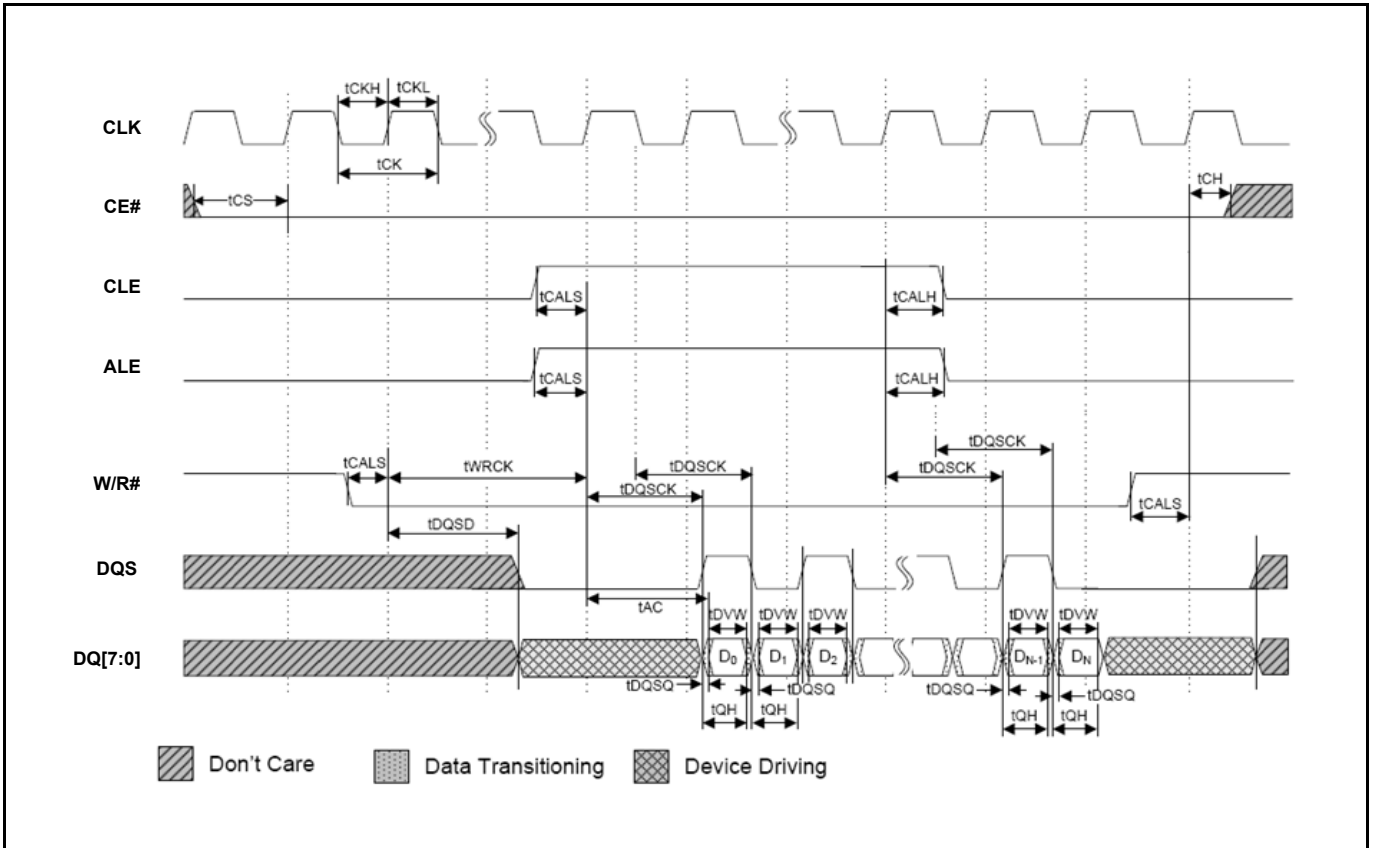 tCKH tCKL
CLK
tCK
tCH
tCS
CE#
CLE
tCALS tCALH
ALE
tCALS tCALH
tDQSCK
tCALS tWRCK tDQSCK tDQSCK
W/R#
tDQSCK tCALS
tDQSD
DQS
tAC
tDVW tDVW tDVW tDVW tDVW
DQ[7:0]
D0 D1 D2 DN-1 DN
tDQSQ tDQSQ tDQSQ tDQSQ
tQH tQH tQH tQH
Don't Care Data Transitioning Device Driving